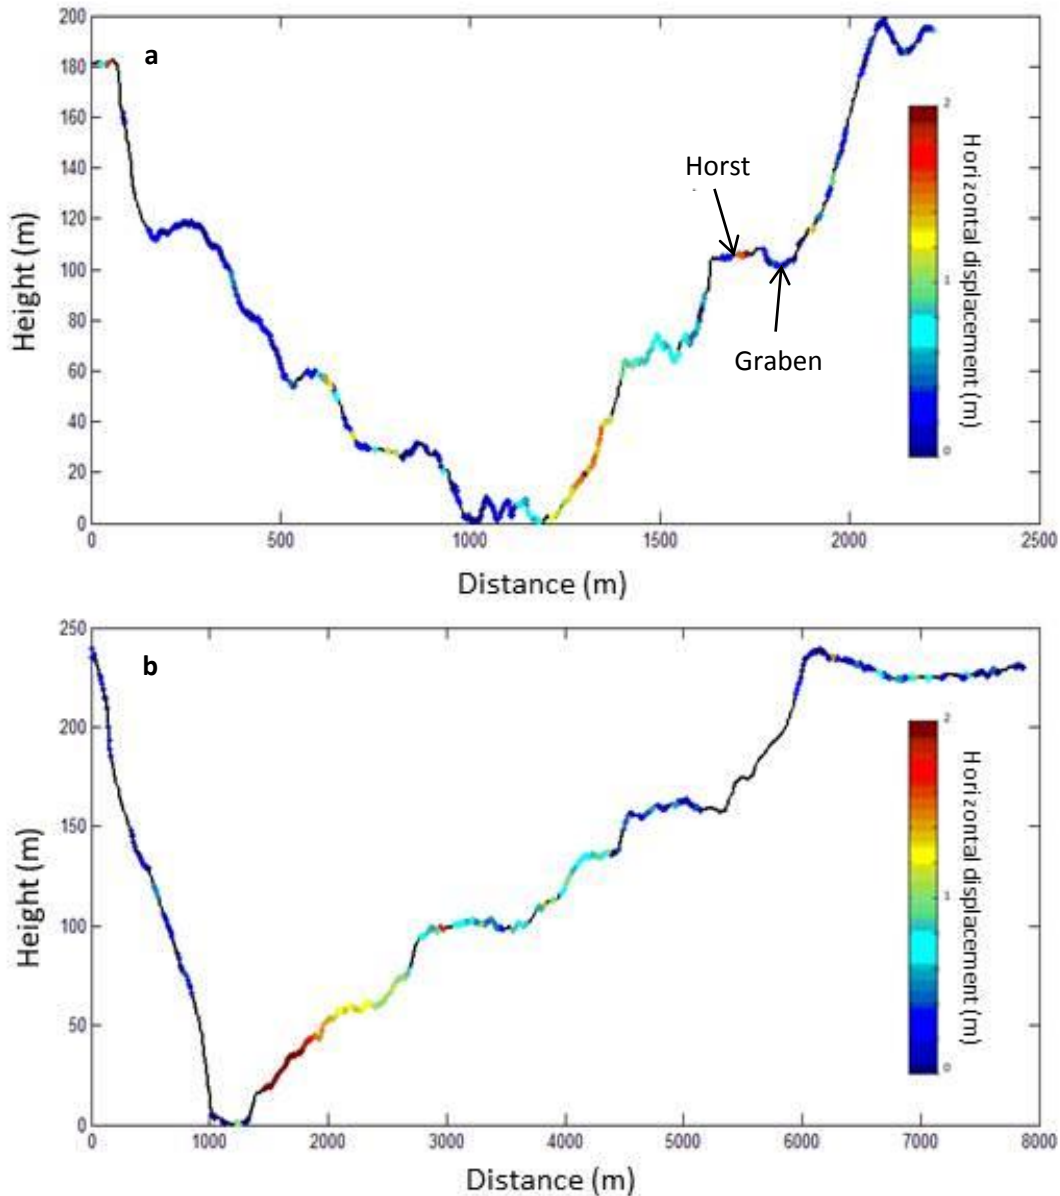 a
200
180
160
140
120
100
80
60
40
20
0
Height (m)
0 500 1000 1500 2000 2500
Distance (m)
Horst
Graben
2
1
0
Horizontal displacement (m)
b
250
200
150
100
50
0
Height (m)
0 1000 2000 3000 4000 5000 6000 7000 8000
Distance (m)
2
1
0
Horizontal displacement (m)